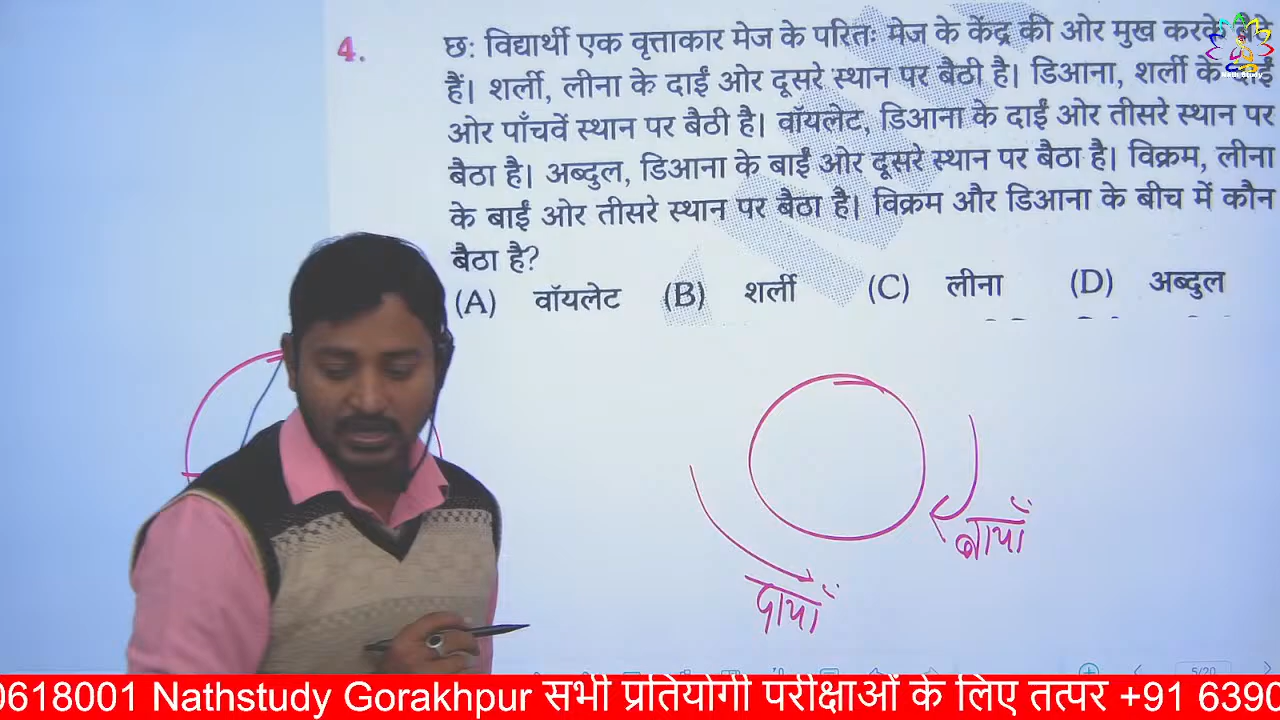 4.
छः विद्यार्थी एक वृत्ताकार मेज के परितः मेज के केंद्र की ओर मुख करके बैठे
हैं। शर्ली, लीना के दाईं ओर दूसरे स्थान पर बैठी है। डिआना, शर्ली के दाईं
ओर पाँचवें स्थान पर बैठी है। वॉयलेट, डिआना के दाईं ओर तीसरे स्थान पर
बैठा है। अब्दुल, डिआना के बाईं ओर दूसरे स्थान पर बैठा है। विक्रम, लीना
के बाईं ओर तीसरे स्थान पर बैठा है। विक्रम और डिआना के बीच में कौन
बैठा है?
(A) वॉयलेट (B) शर्ली (C) लीना (D) अब्दुल
बायाँ
दायाँ
5/20
0618001 Nathstudy Gorakhpur सभी प्रतियोगी परीक्षाओं के लिए तत्पर +91 6390